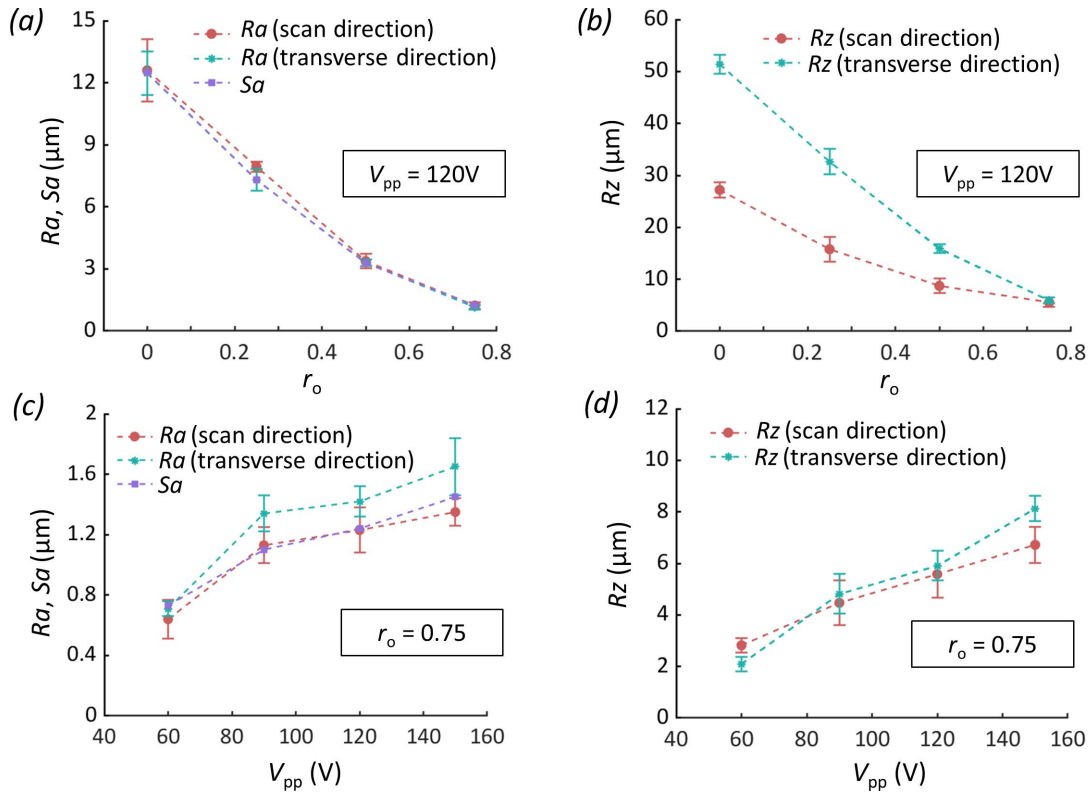 (a)
15
12
9
6
3
0
Ra, Sa (μm)
Ra (scan direction)
Ra (transverse direction)
Sa
Vpp = 120V
0 0.2 0.4 0.6 0.8
ro
(b)
60
50
40
30
20
10
0
Rz (μm)
Rz (scan direction)
Rz (transverse direction)
Vpp = 120V
0 0.2 0.4 0.6 0.8
ro
(c)
2
1.6
1.2
0.8
0.4
0
Ra, Sa (μm)
Ra (scan direction)
Ra (transverse direction)
Sa
ro = 0.75
40 60 80 100 120 140 160
Vpp (V)
(d)
12
10
8
6
4
2
0
Rz (μm)
Rz (scan direction)
Rz (transverse direction)
ro = 0.75
40 60 80 100 120 140 160
Vpp (V)